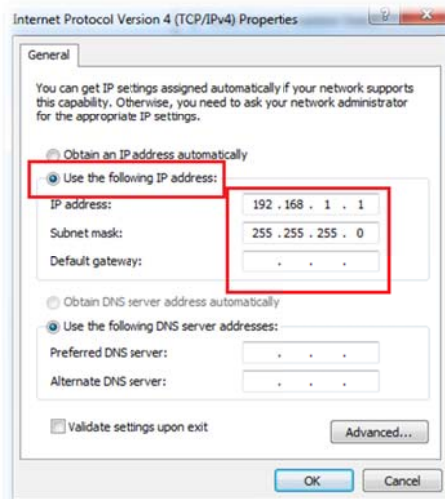 Internet Protocol Version 4 (TCP/IPv4) Properties
General
You can get IP settings assigned automatically if your network supports
this capability. Otherwise, you need to ask your network administrator
for the appropriate IP settings.
Obtain an IP address automatically
Use the following IP address:
IP address: 192 . 168 . 1 . 1
Subnet mask: 255 . 255 . 255 . 0
Default gateway: . . .
Obtain DNS server address automatically
Use the following DNS server addresses:
Preferred DNS server: . . .
Alternate DNS server: . . .
Validate settings upon exit
Advanced...
OK Cancel